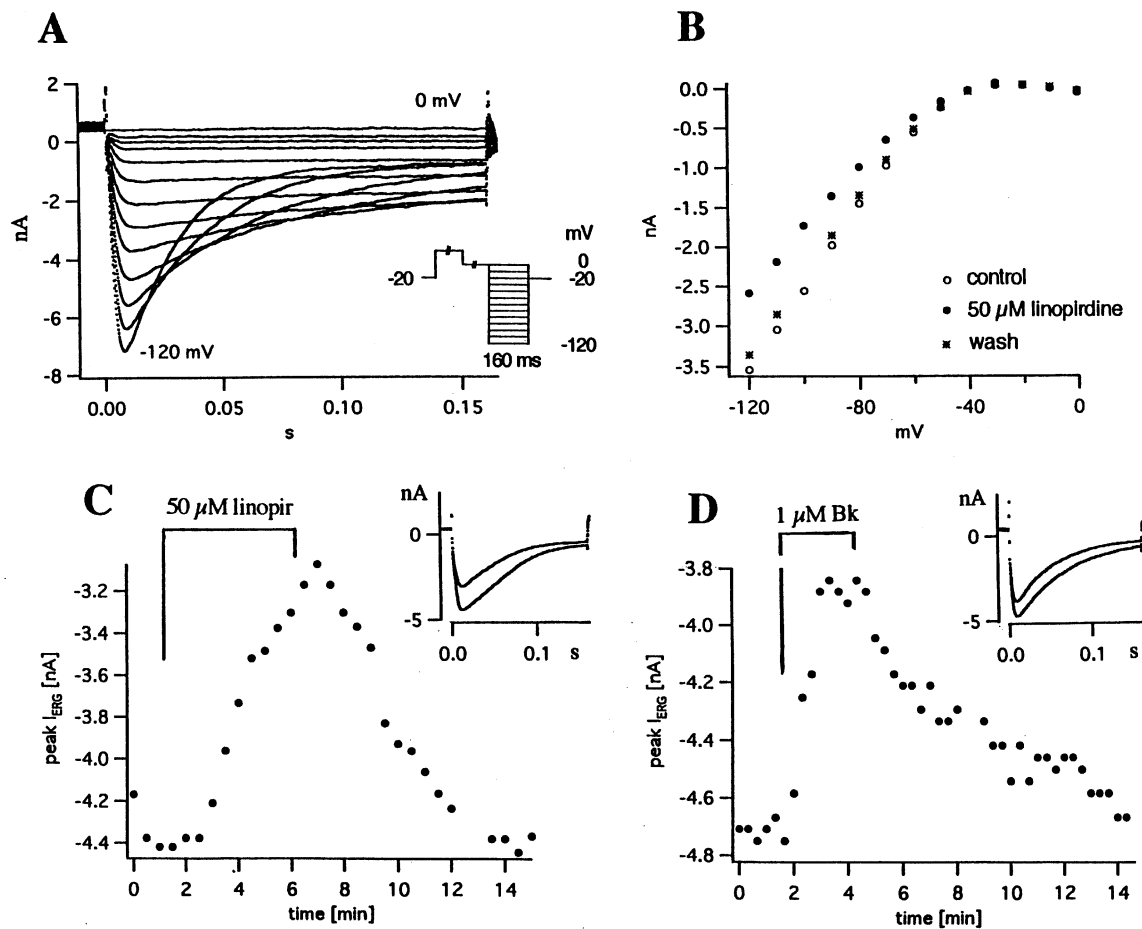 A
2
0
-2
-4
-6
-8
nA
0 mV
-120 mV
mV
0
-20
-20
-120
160 ms
0.00
0.05
0.10
0.15
s
B
0.0
-0.5
-1.0
-1.5
-2.0
-2.5
-3.0
-3.5
nA
control
50 µM linopirdine
wash
-120
-80
-40
0
mV
C
50 µM linopir
nA
0
-5
0.0
0.1
s
-3.2
-3.4
-3.6
-3.8
-4.0
-4.2
-4.4
peak I_ERG [nA]
0
2
4
6
8
10
12
14
time [min]
D
1 µM Bk
nA
0
-5
0.0
0.1
s
-3.8
-4.0
-4.2
-4.4
-4.6
-4.8
peak I_ERG [nA]
0
2
4
6
8
10
12
14
time [min]